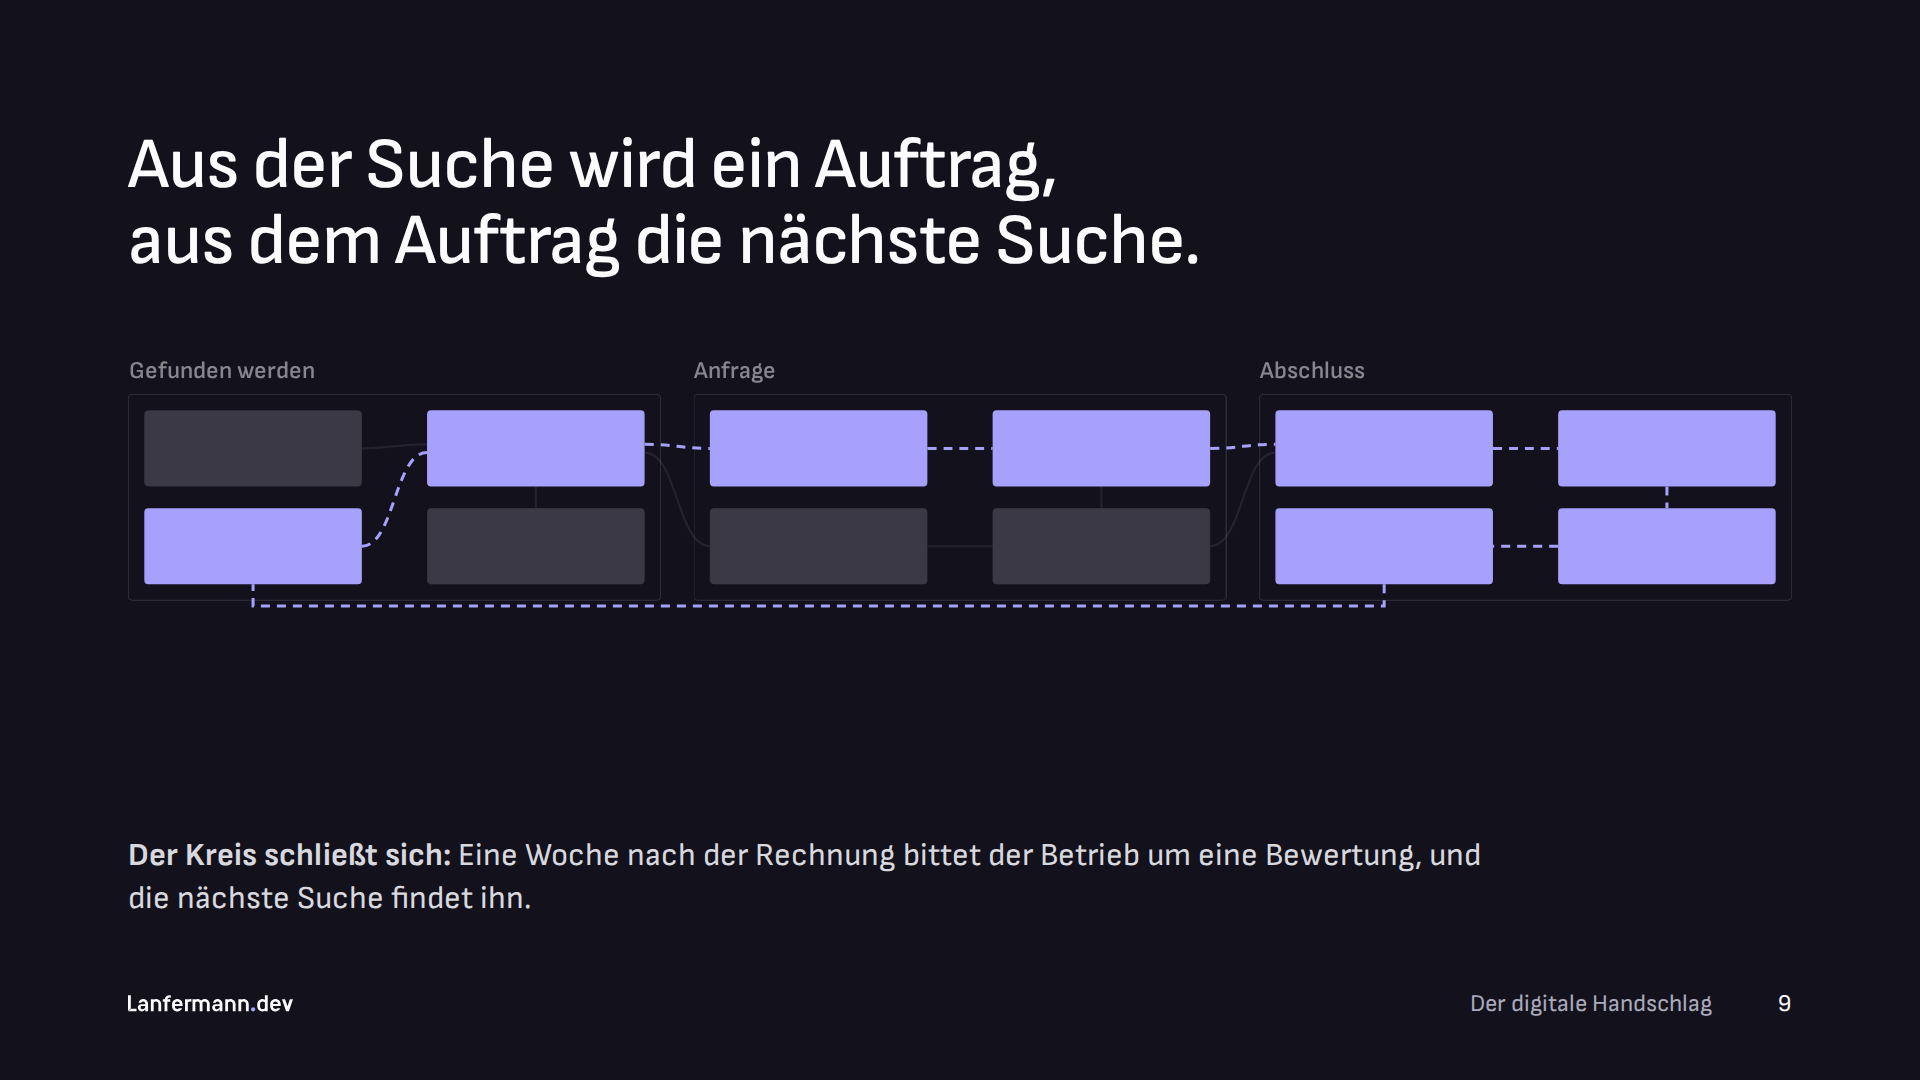 Aus der Suche wird ein Auftrag,
aus dem Auftrag die nächste Suche.
Gefunden werden
Anfrage
Abschluss
Der Kreis schließt sich: Eine Woche nach der Rechnung bittet der Betrieb um eine Bewertung, und
die nächste Suche findet ihn.
Lanfermann.dev
Der digitale Handschlag
9